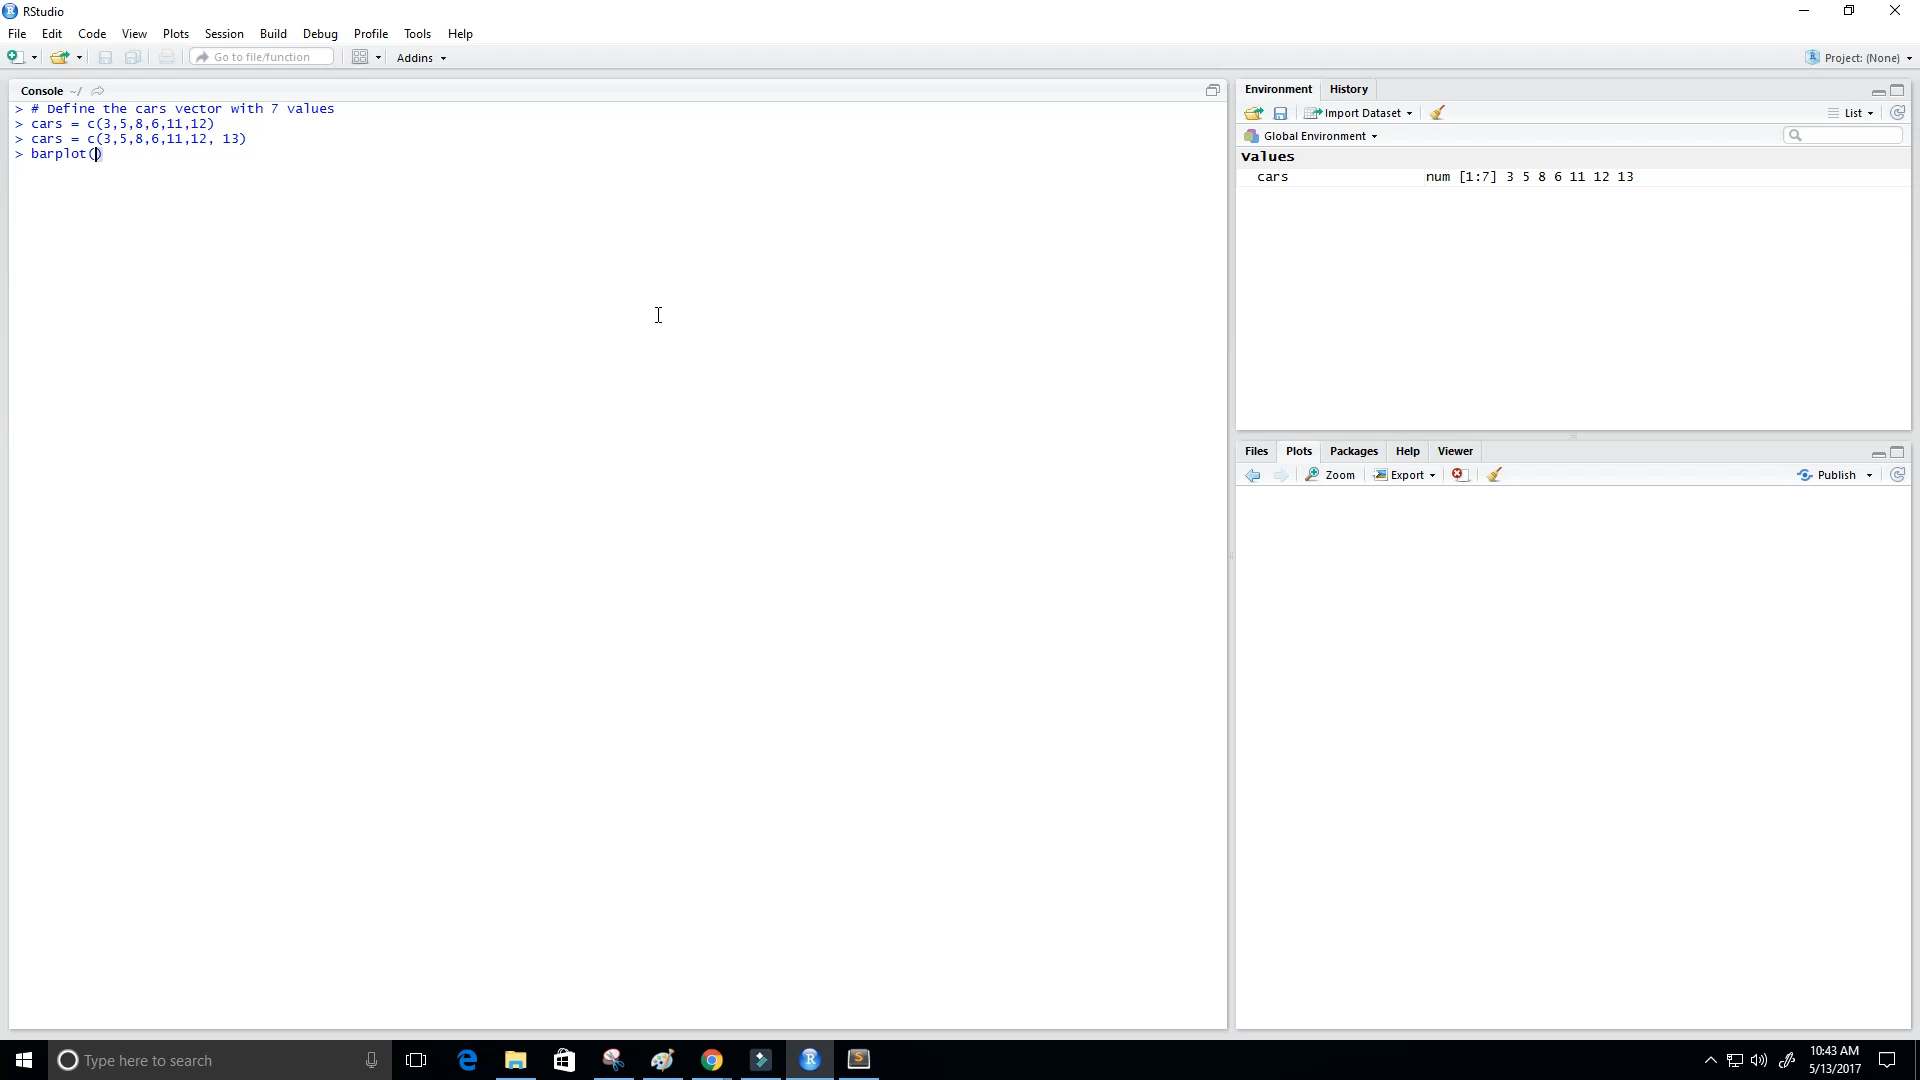 RStudio
File Edit Code View Plots Session Build Debug Profile Tools Help
Go to file/function Addins Project: (None)
Console ~/
> # Define the cars vector with 7 values
> cars = c(3,5,8,6,11,12)
> cars = c(3,5,8,6,11,12, 13)
> barplot()
Environment History
Import Dataset List
Global Environment
Values
cars num [1:7] 3 5 8 6 11 12 13
Files Plots Packages Help Viewer
Zoom Export Publish
Type here to search
10:43 AM
5/13/2017